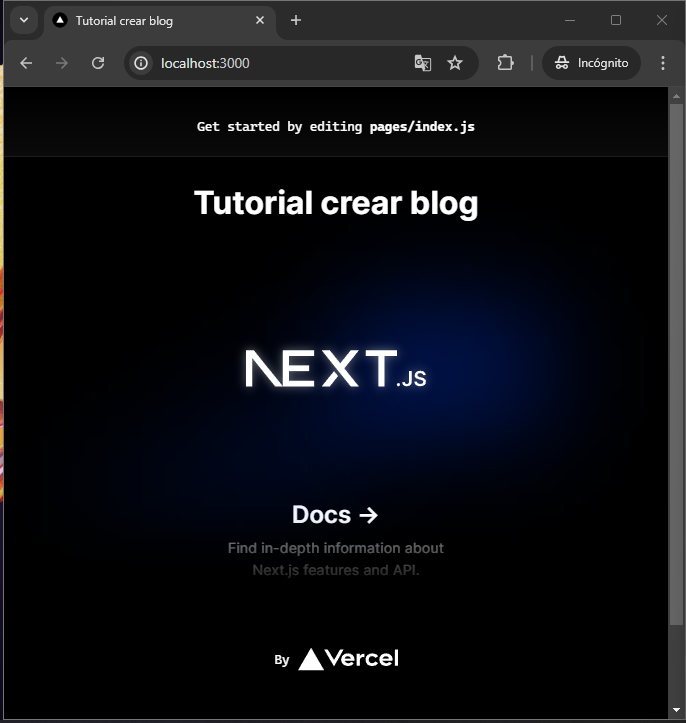 Tutorial crear blog
localhost:3000
Incógnito
Get started by editing pages/index.js
Tutorial crear blog
NEXT.JS
Docs ->
Find in-depth information about
Next.js features and API.
By Vercel